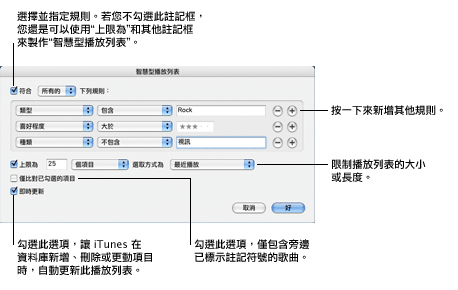 選擇並指定規則。若您不勾選此註記框，
您還是可以使用“上限為”和其他註記框
來製作“智慧型播放列表”。
智慧型播放列表
符合 所有的 下列規則：
類型 包含 Rock
按一下來新增其他規則。
喜好程度 大於 ★★★
種類 不包含 視訊
上限為 25 個項目 選取方式為 最近播放
限制播放列表的大小
或長度。
僅比對已勾選的項目
即時更新
取消 好
勾選此選項，讓 iTunes 在
資料庫新增、刪除或更動項目
時，自動更新此播放列表。
勾選此選項，僅包含旁邊
已標示註記符號的歌曲。